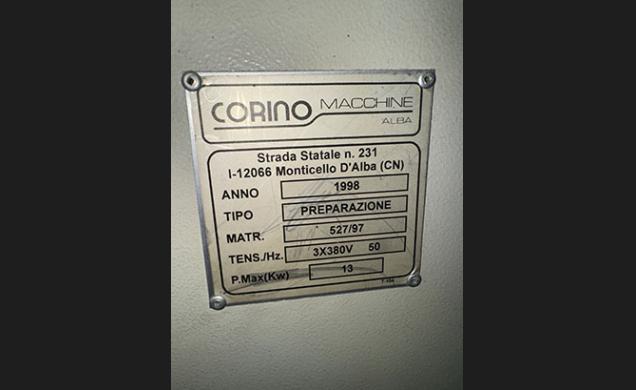 CORINO MACCHINE
ALBA
Strada Statale n. 231
I-12066 Monticello D'Alba (CN)
ANNO 1998
TIPO PREPARAZIONE
MATR. 527/97
TENS./Hz. 3X380V 50
P.Max(Kw) 13